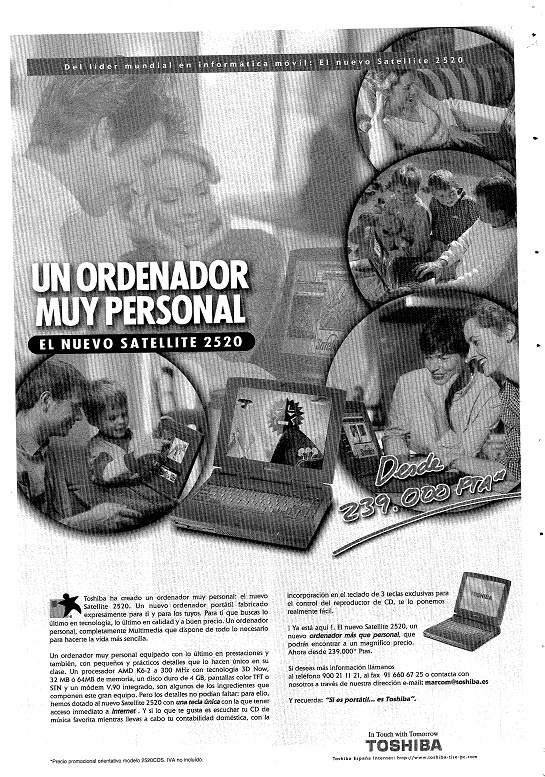 Del líder mundial en informática móvil: El nuevo Satellite 2520
UN ORDENADOR
MUY PERSONAL
EL NUEVO SATELLITE 2520
Desde
239.000 PTA*
Toshiba ha creado un ordenador muy personal: el nuevo
Satellite 2520. Un nuevo ordenador portátil fabricado
expresamente para ti y para los tuyos. Para ti que buscas lo
último en tecnología, lo último en calidad y a buen precio. Un ordenador
personal, completamente Multimedia que dispone de todo lo necesario
para hacerte la vida más sencilla.
Un ordenador muy personal equipado con lo último en prestaciones y
también, con pequeños y prácticos detalles que lo hacen único en su
clase. Un procesador AMD K6-2 a 300 MHz con tecnología 3D Now,
32 MB ó 64MB de memoria, un disco duro de 4 GB, pantallas color TFT o
STN y un módem V.90 integrado, son algunos de los ingredientes que
componen este gran equipo. Pero los detalles no podían faltar: para ello,
hemos dotado al nuevo Satellite 2520 con una tecla única con la que tener
acceso inmediato a Internet. Y si lo que te gusta es escuchar tu CD de
música favorita mientras llevas a cabo tu contabilidad doméstica, con la
incorporación en el teclado de 3 teclas exclusivas para
el control del reproductor de CD, te lo ponemos
realmente fácil.
¡ Ya está aquí !. El nuevo Satellite 2520, un
nuevo ordenador más que personal, que
podrás encontrar a un magnífico precio.
Ahora desde 239.000* Ptas.
Si deseas más información llámanos
al teléfono 900 21 11 21, al fax 91 660 67 25 o contacta con
nosotros a través de nuestra dirección e-mail: marcom@toshiba.es
Y recuerda: "Si es portátil... es Toshiba".
In Touch with Tomorrow
TOSHIBA
*Precio promocional orientativo modelo 2520CDS. IVA no incluido.
Toshiba España Internet: http://www.toshiba-tise-pc.com